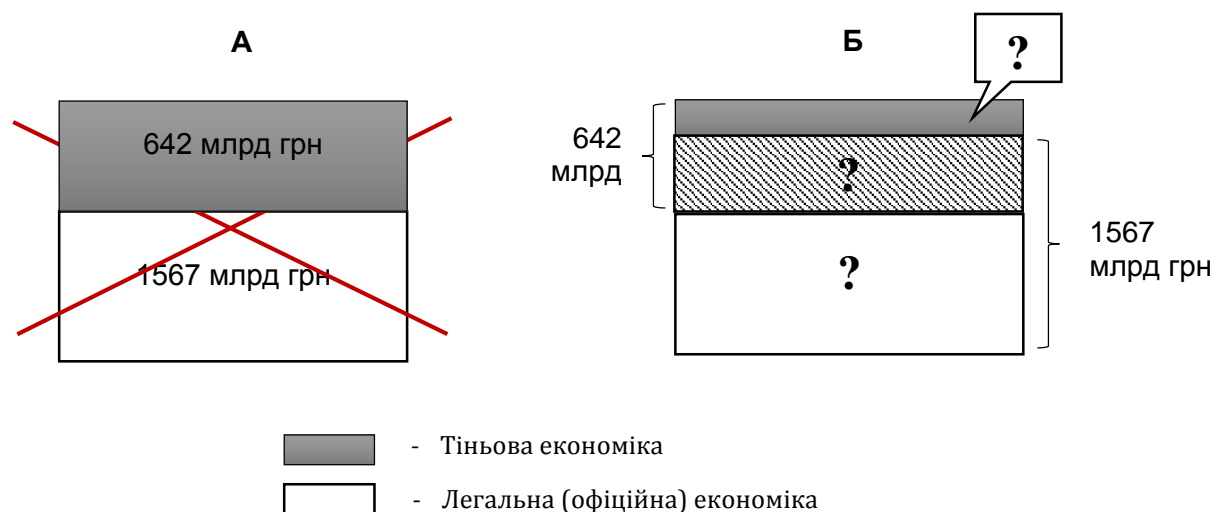 А
642 млрд грн
1567 млрд грн
Б
?
642
млрд
?
?
1567
млрд грн
- Тіньова економіка
- Легальна (офіційна) економіка